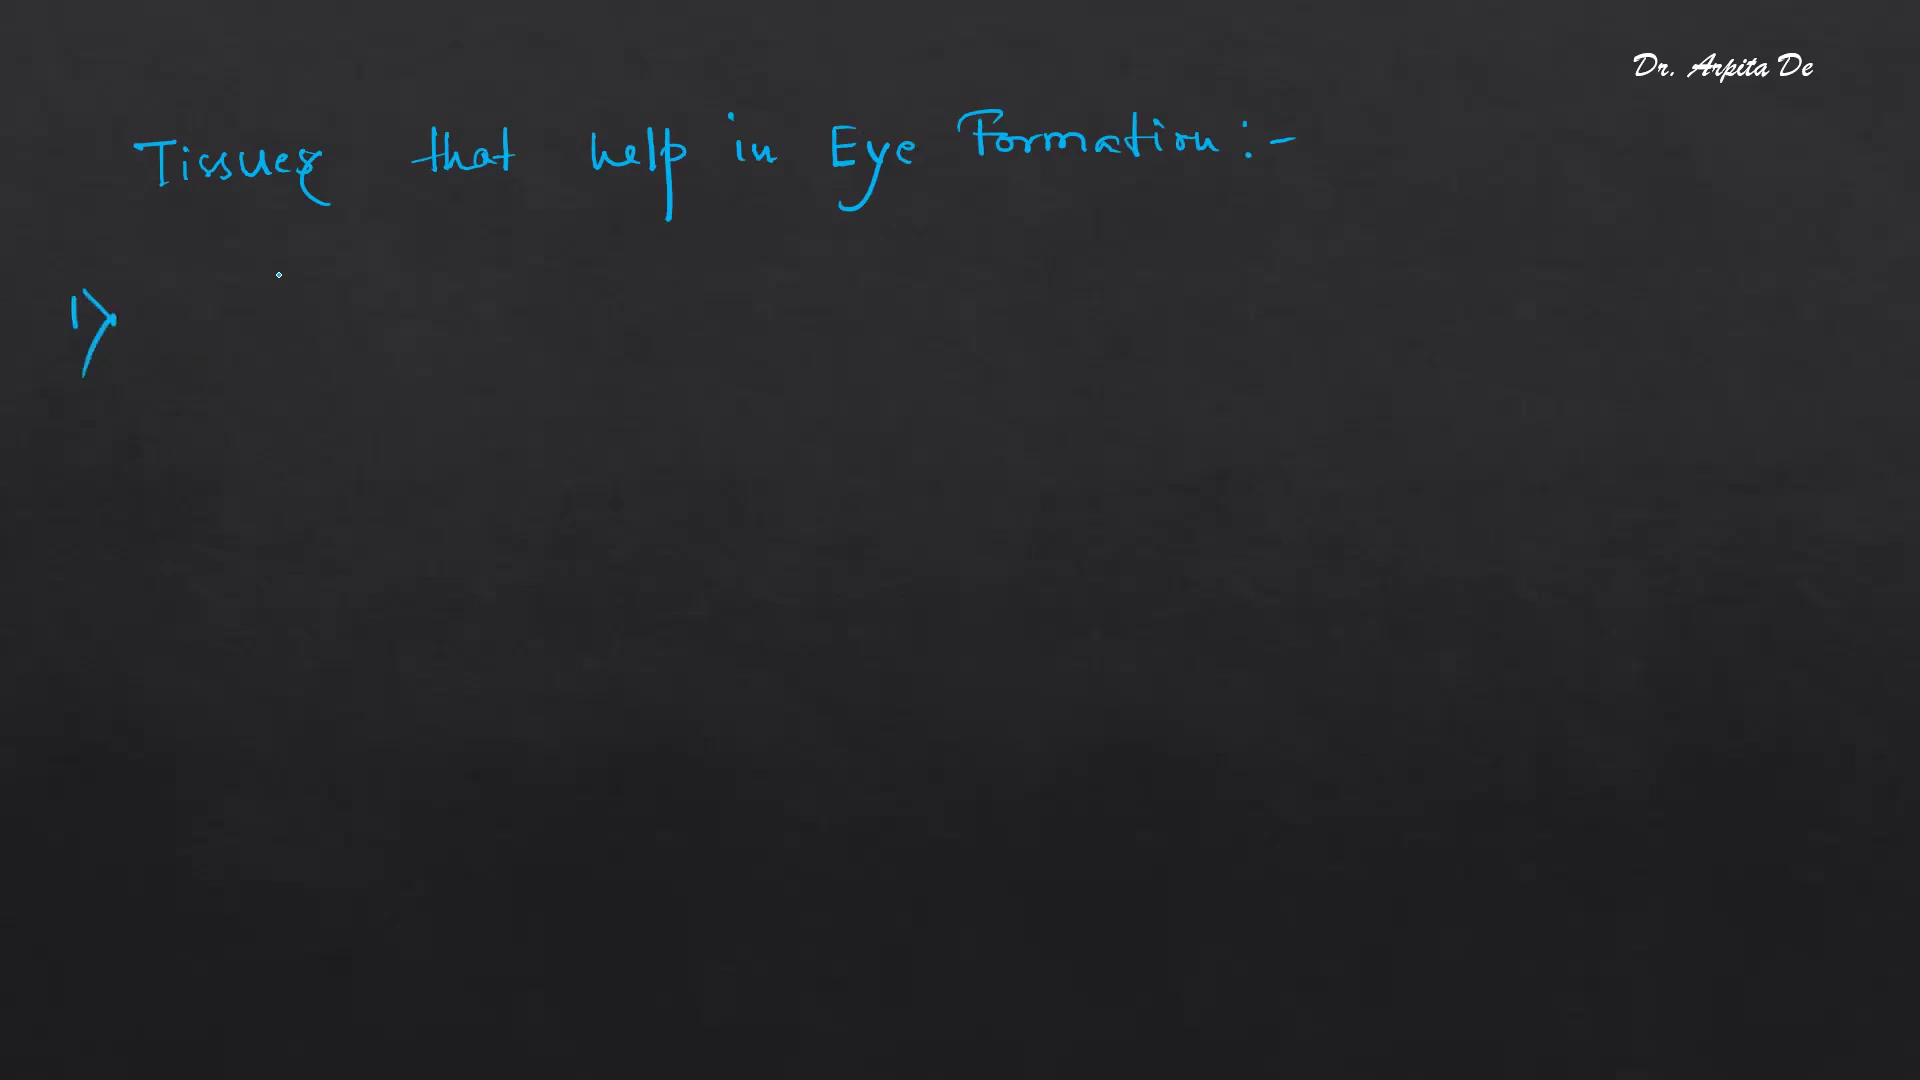 Dr. Arpita De
Tissues that help in Eye Formation :-
1)